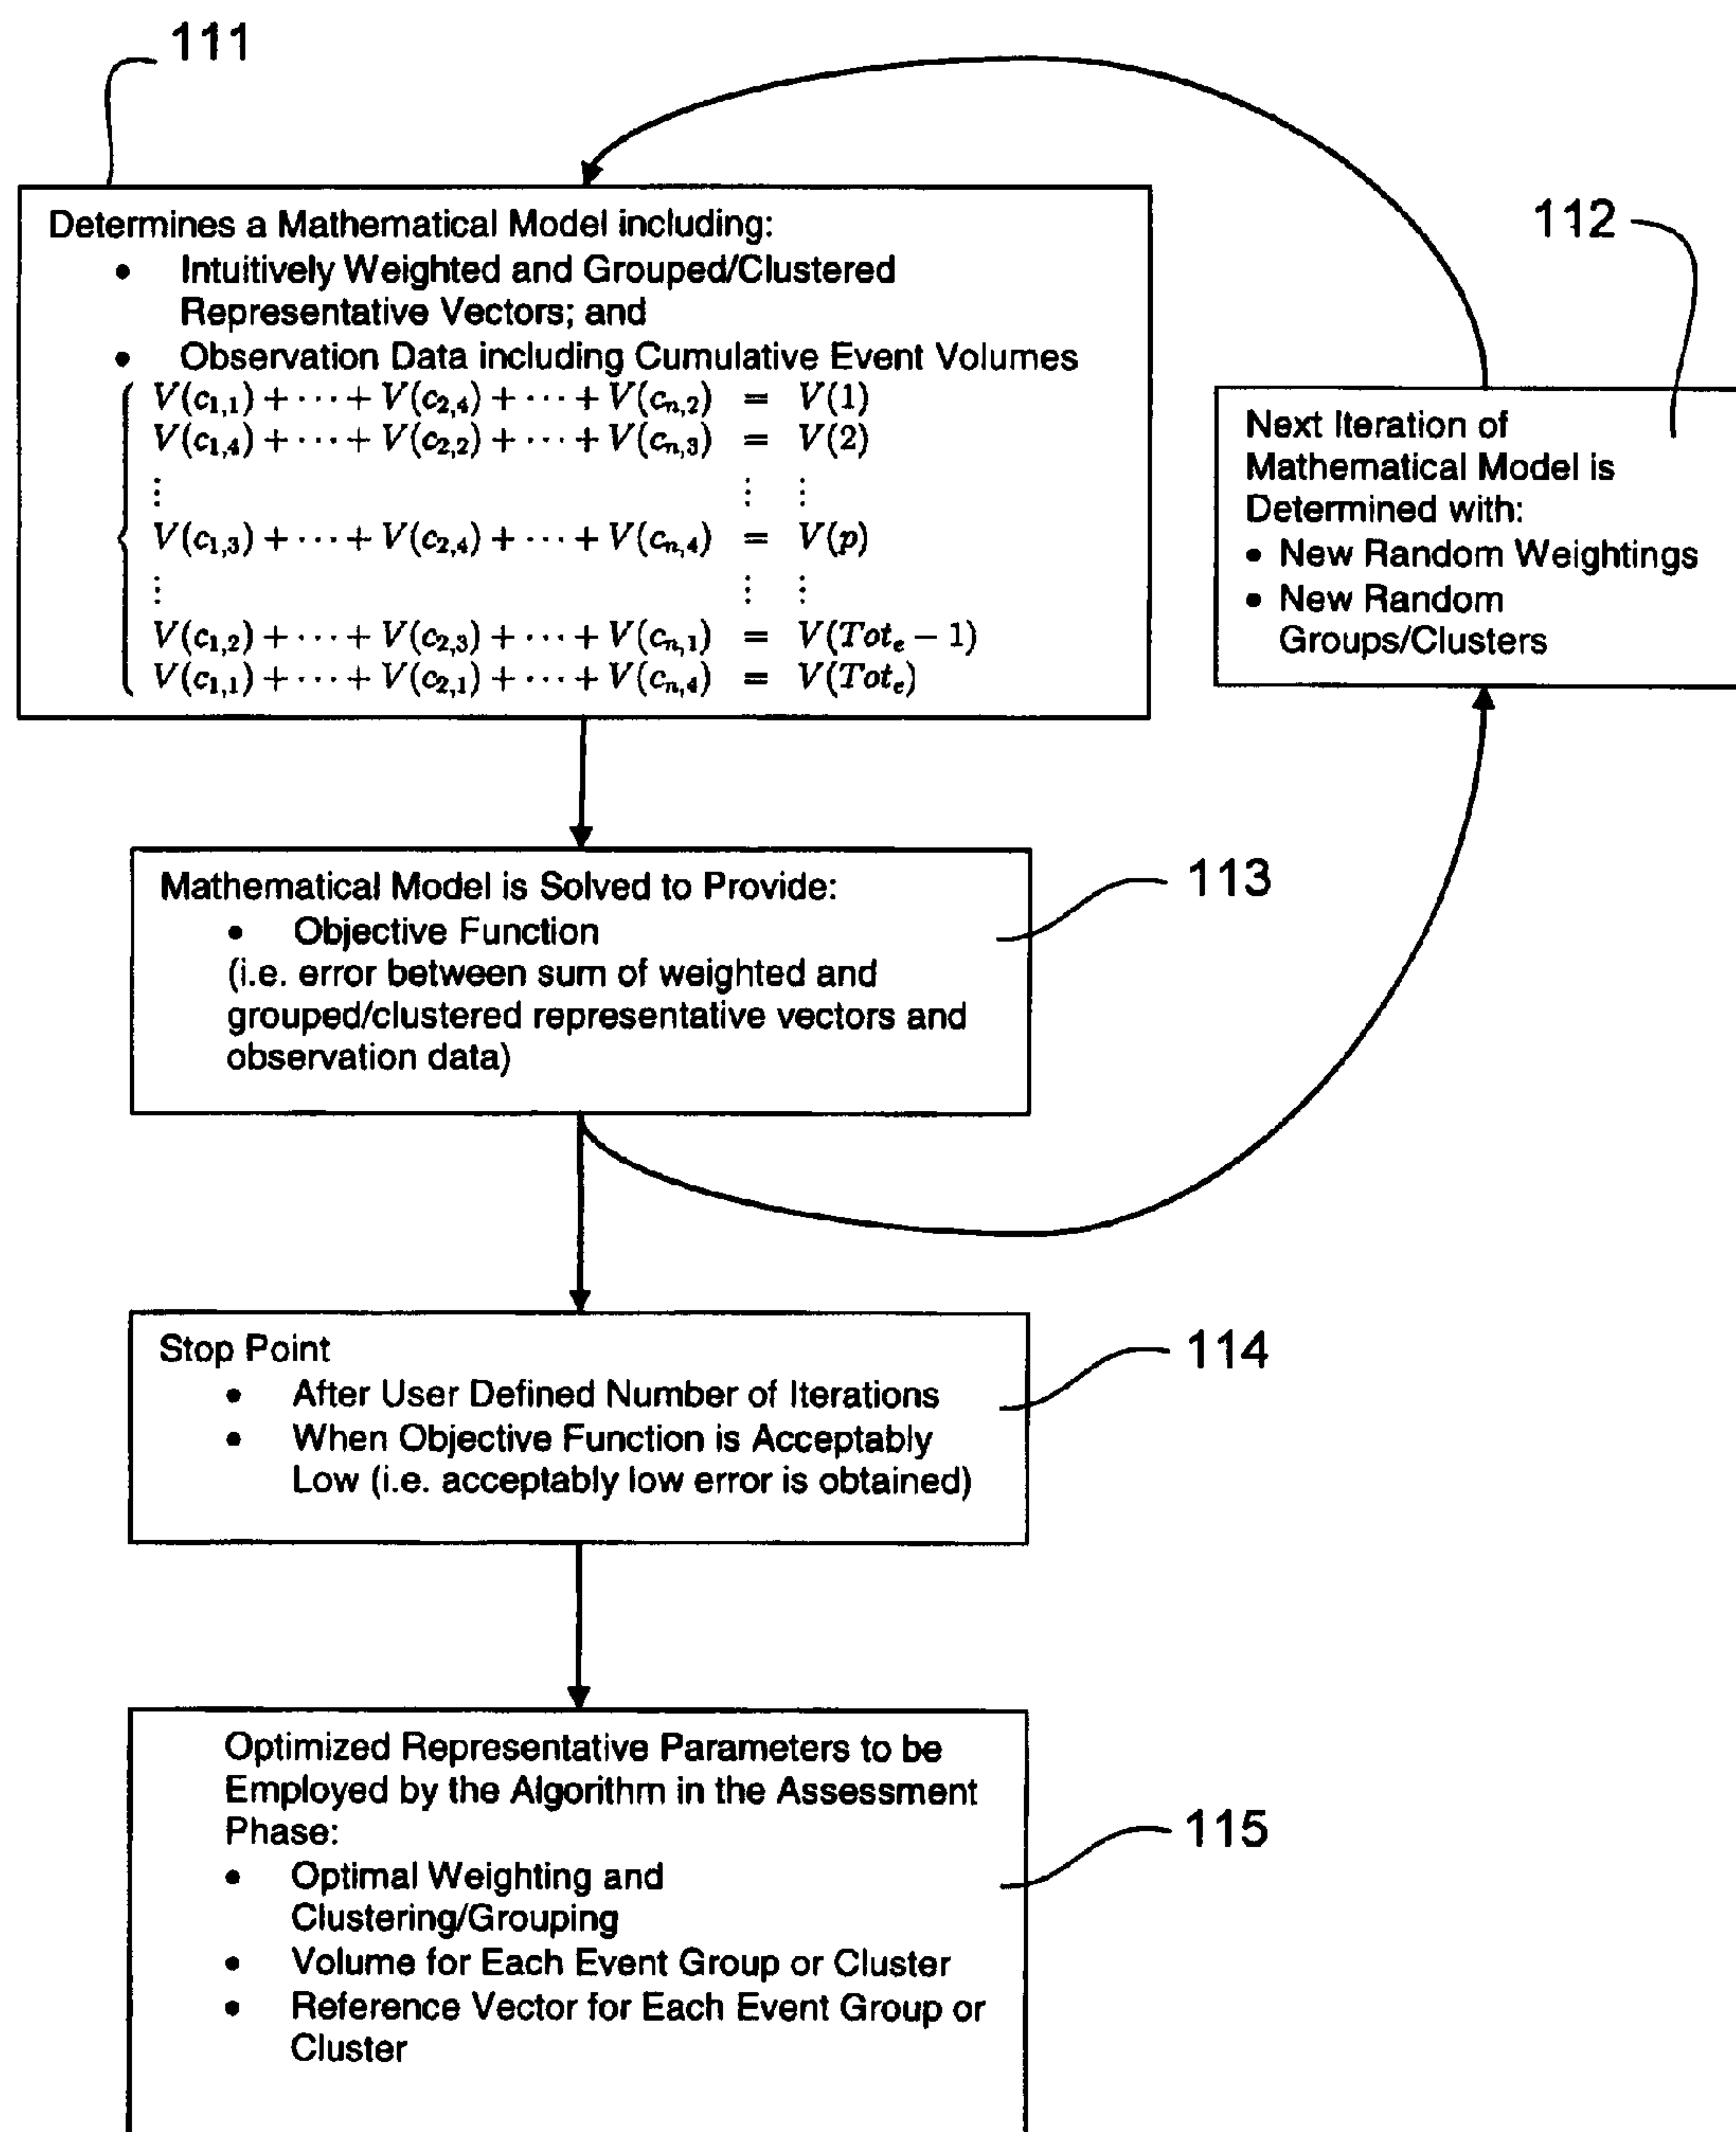 111
Determines a Mathematical Model including:
• Intuitively Weighted and Grouped/Clustered
Representative Vectors; and
• Observation Data including Cumulative Event Volumes
V(c₁,₁) + ··· + V(c₂,₄) + ··· + V(cₙ,₂) = V(1)
V(c₁,₄) + ··· + V(c₂,₂) + ··· + V(cₙ,₃) = V(2)
⋮ ⋮ ⋮
V(c₁,₃) + ··· + V(c₂,₄) + ··· + V(cₙ,₄) = V(p)
⋮ ⋮ ⋮
V(c₁,₂) + ··· + V(c₂,₃) + ··· + V(cₙ,₁) = V(Totₑ − 1)
V(c₁,₁) + ··· + V(c₂,₁) + ··· + V(cₙ,₄) = V(Totₑ)
112
Next Iteration of
Mathematical Model is
Determined with:
• New Random Weightings
• New Random
Groups/Clusters
113
Mathematical Model is Solved to Provide:
• Objective Function
(i.e. error between sum of weighted and
grouped/clustered representative vectors and
observation data)
114
Stop Point
• After User Defined Number of Iterations
• When Objective Function is Acceptably
Low (i.e. acceptably low error is obtained)
115
Optimized Representative Parameters to be
Employed by the Algorithm in the Assessment
Phase:
• Optimal Weighting and
Clustering/Grouping
• Volume for Each Event Group or Cluster
• Reference Vector for Each Event Group or
Cluster